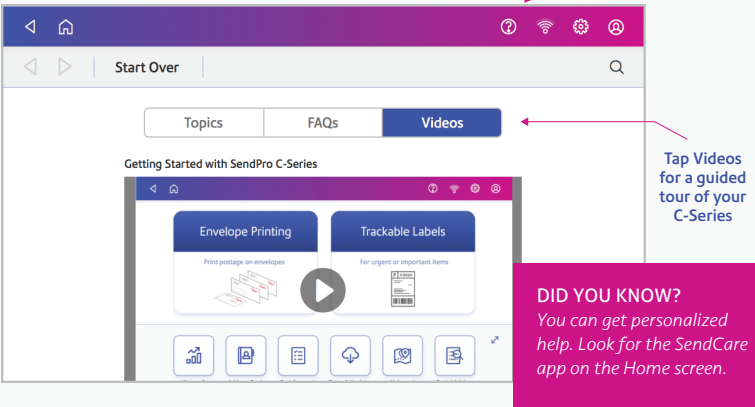 Start Over
Topics
FAQs
Videos
Getting Started with SendPro C-Series
Envelope Printing
Trackable Labels
Print postage on envelopes
For urgent or important items
Tap Videos
for a guided
tour of your
C-Series
DID YOU KNOW?
You can get personalized
help. Look for the SendCare
app on the Home screen.